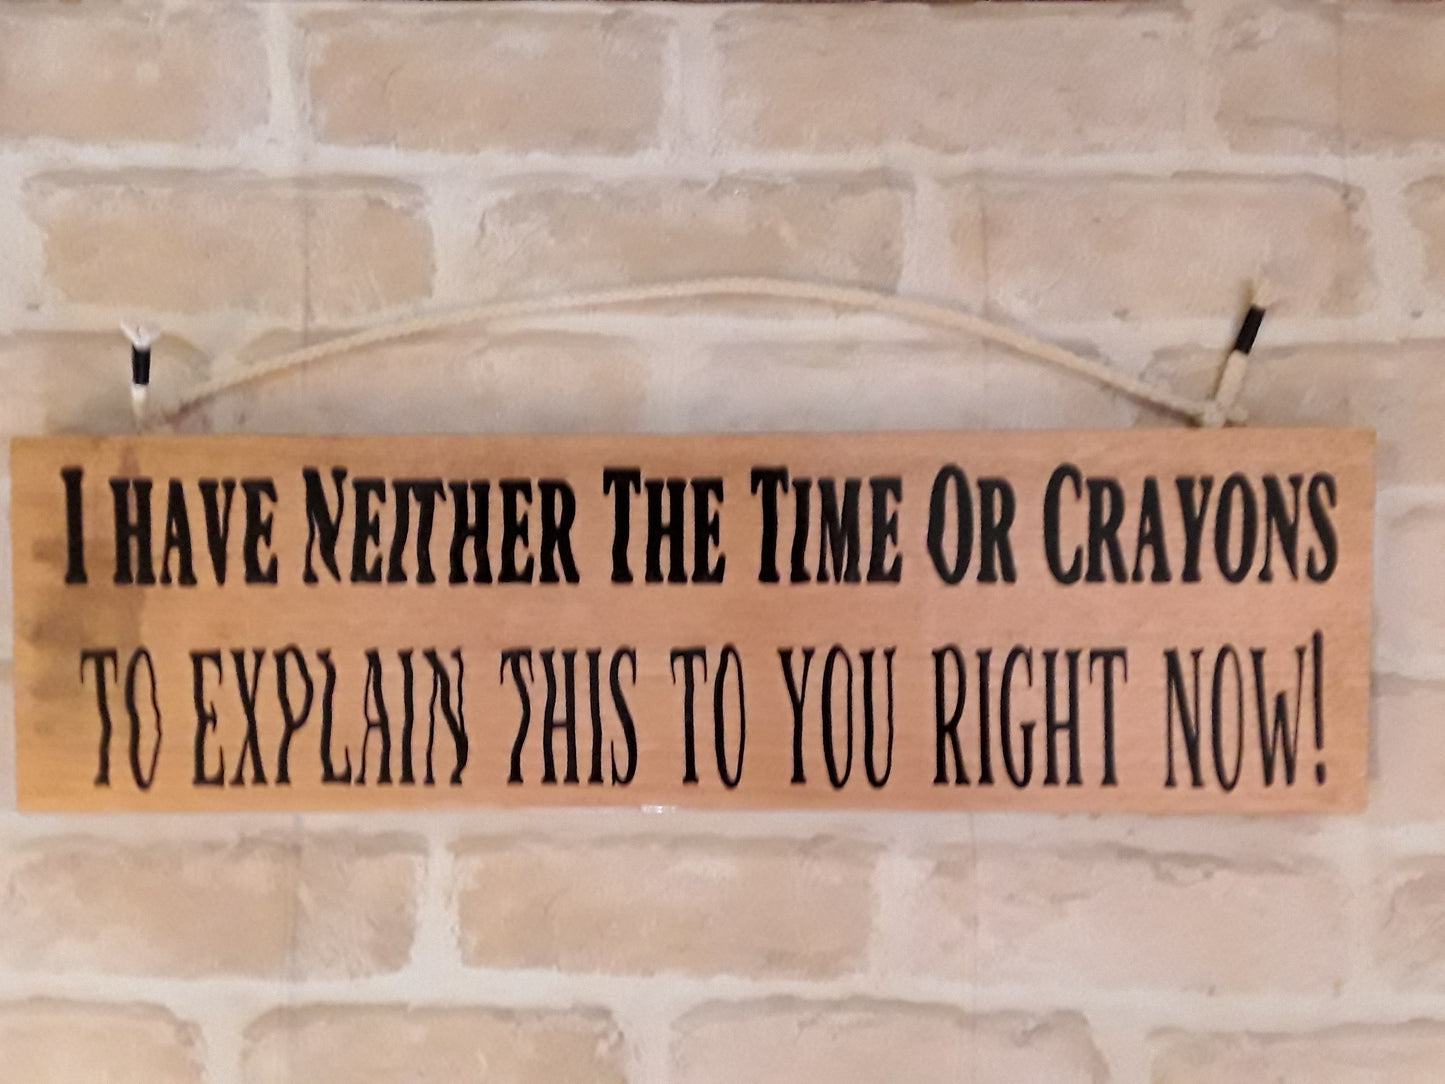 I HAVE NEITHER THE TIME OR CRAYONS
TO EXPLAIN THIS TO YOU RIGHT NOW!